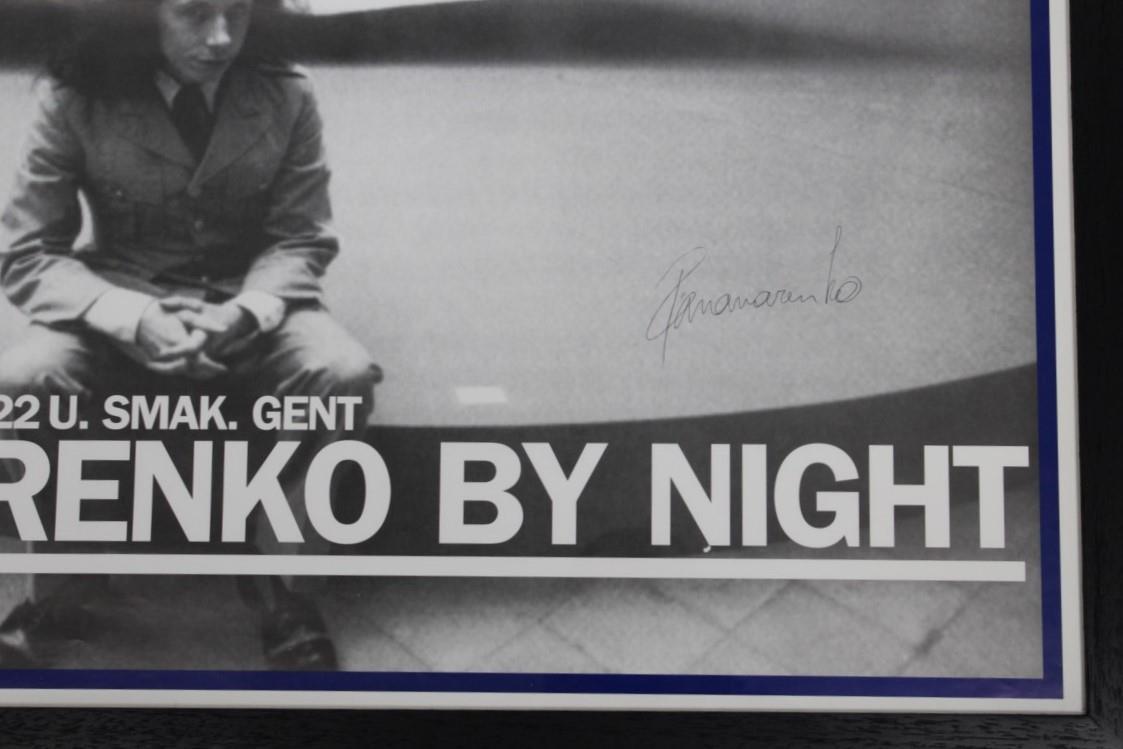 Panamarenko
22 U. SMAK. GENT
RENKO BY NIGHT